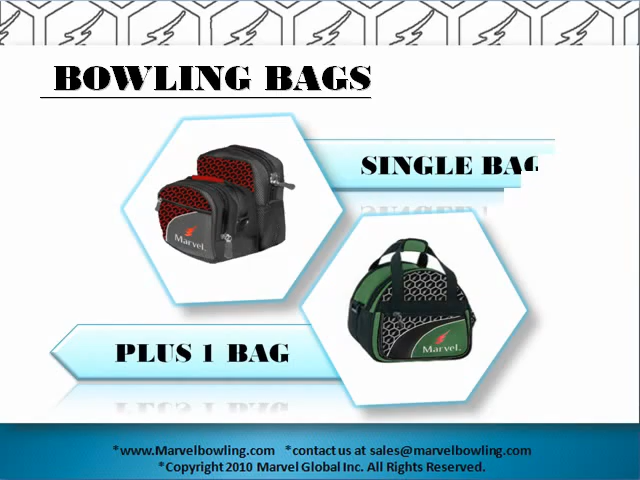 BOWLING BAGS
SINGLE BAG
Marvel.
Marvel.
PLUS 1 BAG
*www.Marvelbowling.com *contact us at sales@marvelbowling.com
*Copyright 2010 Marvel Global Inc. All Rights Reserved.